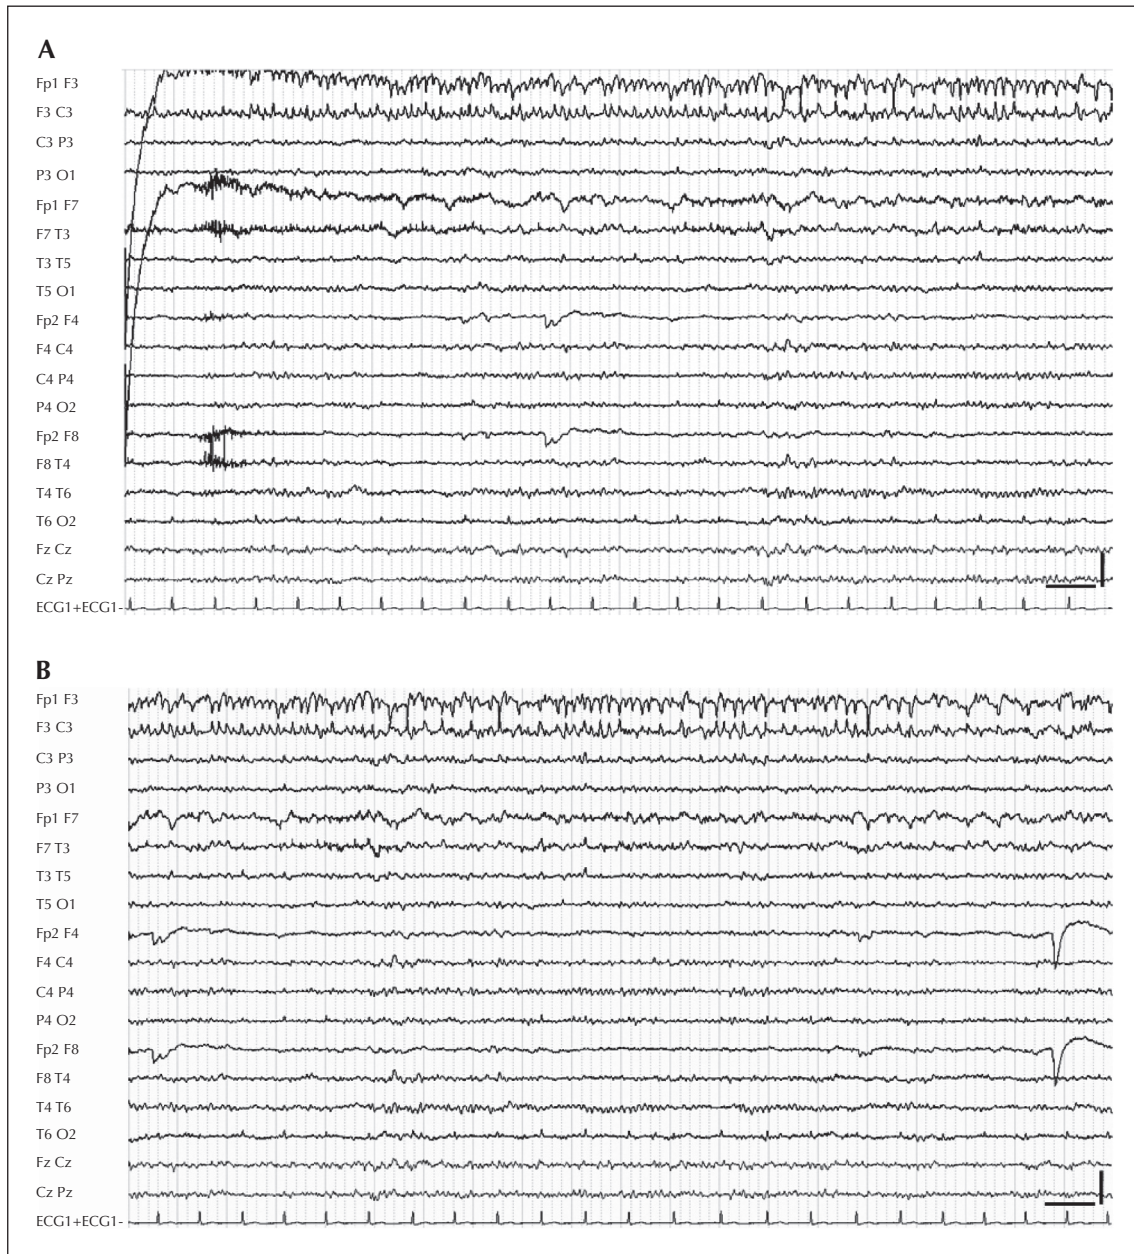 A
Fp1 F3
F3 C3
C3 P3
P3 O1
Fp1 F7
F7 T3
T3 T5
T5 O1
Fp2 F4
F4 C4
C4 P4
P4 O2
Fp2 F8
F8 T4
T4 T6
T6 O2
Fz Cz
Cz Pz
ECG1+ECG1-
B
Fp1 F3
F3 C3
C3 P3
P3 O1
Fp1 F7
F7 T3
T3 T5
T5 O1
Fp2 F4
F4 C4
C4 P4
P4 O2
Fp2 F8
F8 T4
T4 T6
T6 O2
Fz Cz
Cz Pz
ECG1+ECG1-